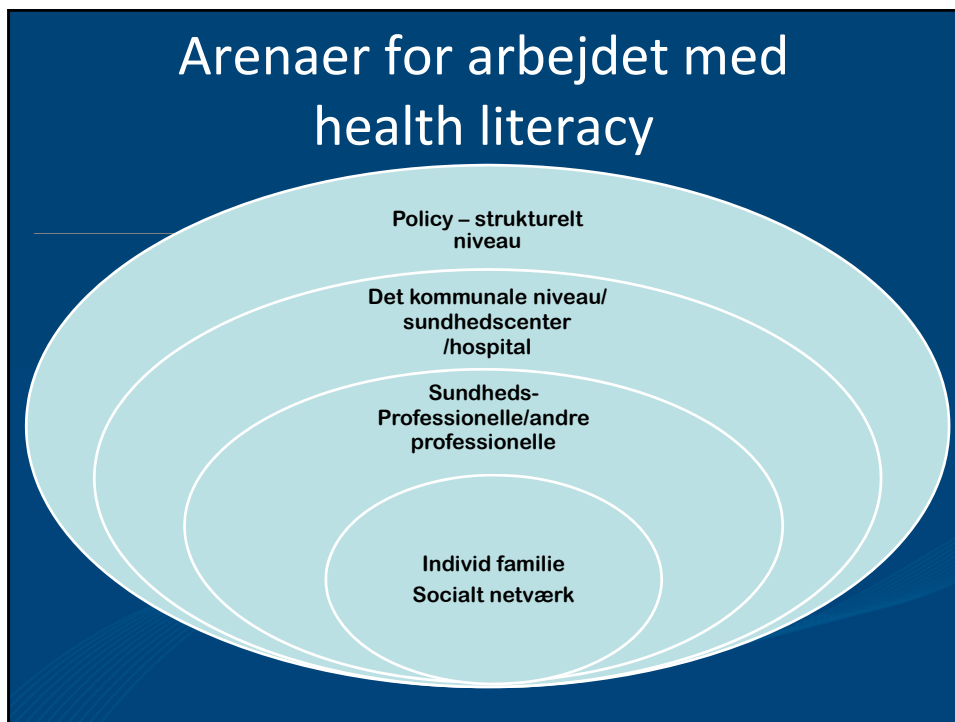 Arenaer for arbejdet med
health literacy
Policy – strukturelt
niveau
Det kommunale niveau/
sundhedscenter
/hospital
Sundheds-
Professionelle/andre
professionelle
Individ familie
Socialt netværk